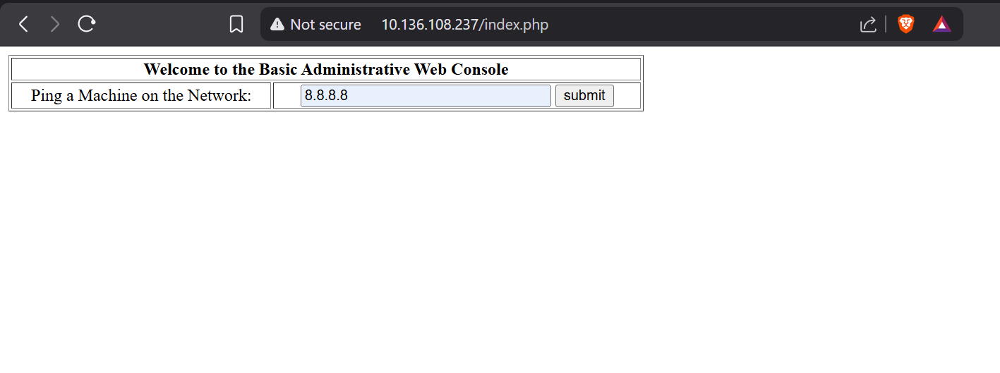 Not secure 10.136.108.237/index.php
Welcome to the Basic Administrative Web Console
Ping a Machine on the Network: 8.8.8.8 submit